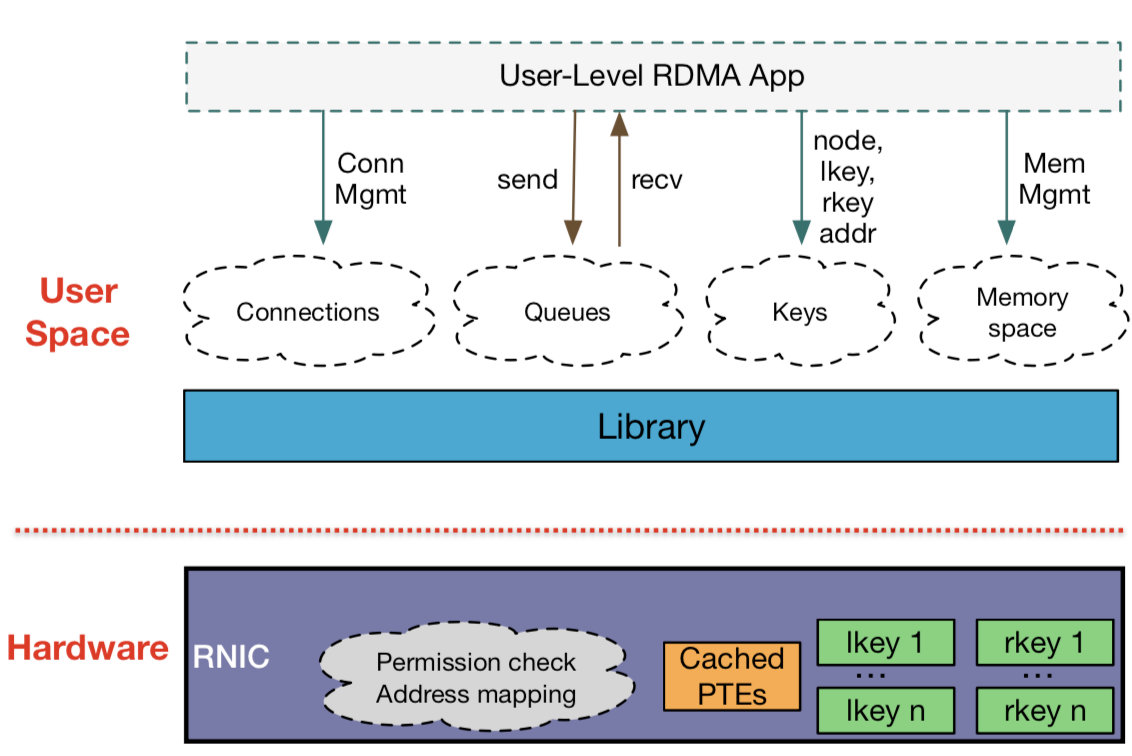 User-Level RDMA App
Conn
Mgmt
send
recv
node,
lkey,
rkey
addr
Mem
Mgmt
User
Space
Connections
Queues
Keys
Memory
space
Library
Hardware
RNIC
Permission check
Address mapping
Cached
PTEs
lkey 1
...
lkey n
rkey 1
...
rkey n